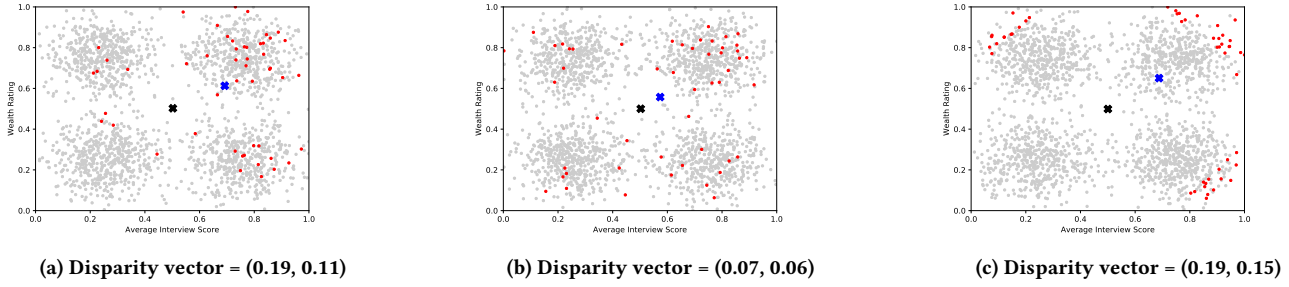 1.0
0.8
0.6
0.4
0.2
0.0
Wealth Rating
0.0 0.2 0.4 0.6 0.8 1.0
Average Interview Score
(a) Disparity vector = (0.19, 0.11)
1.0
0.8
0.6
0.4
0.2
0.0
Wealth Rating
0.0 0.2 0.4 0.6 0.8 1.0
Average Interview Score
(b) Disparity vector = (0.07, 0.06)
1.0
0.8
0.6
0.4
0.2
0.0
Wealth Rating
0.0 0.2 0.4 0.6 0.8 1.0
Average Interview Score
(c) Disparity vector = (0.19, 0.15)